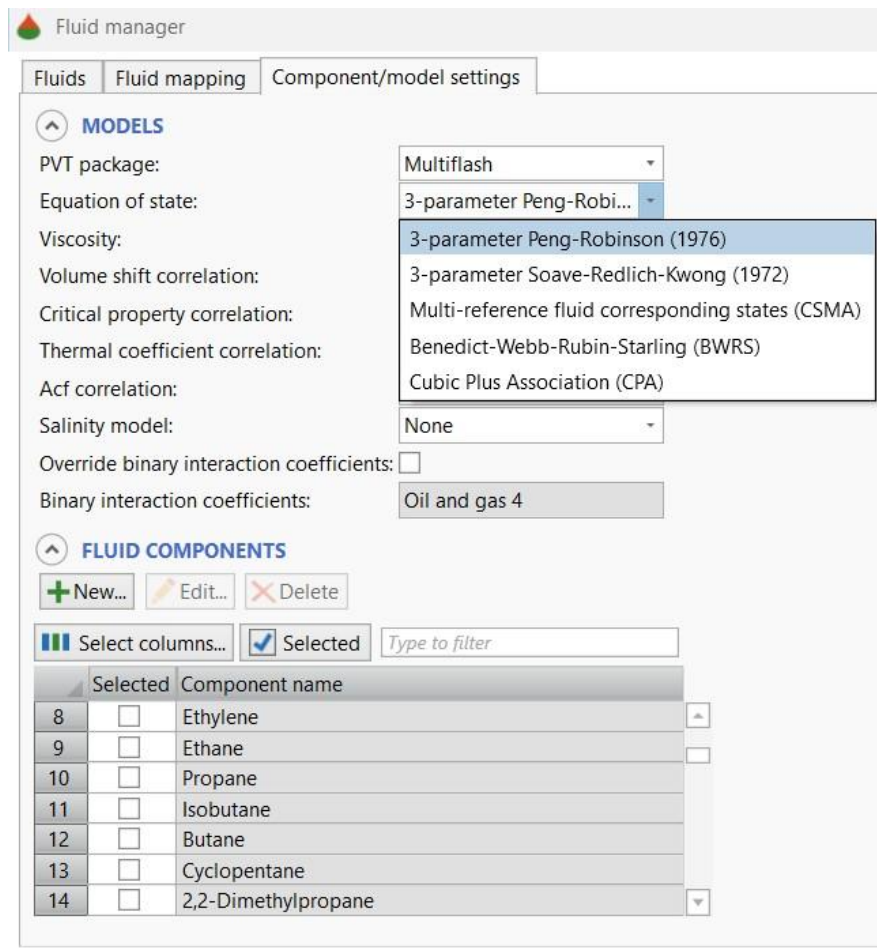 Fluid manager
Fluids Fluid mapping Component/model settings
MODELS
PVT package: Multiflash
Equation of state: 3-parameter Peng-Robi...
Viscosity: 3-parameter Peng-Robinson (1976)
Volume shift correlation: 3-parameter Soave-Redlich-Kwong (1972)
Critical property correlation: Multi-reference fluid corresponding states (CSMA)
Thermal coefficient correlation: Benedict-Webb-Rubin-Starling (BWRS)
Acf correlation: Cubic Plus Association (CPA)
Salinity model: None
Override binary interaction coefficients:
Binary interaction coefficients: Oil and gas 4
FLUID COMPONENTS
New... Edit... Delete
Select columns... Selected Type to filter
Selected Component name
8 Ethylene
9 Ethane
10 Propane
11 Isobutane
12 Butane
13 Cyclopentane
14 2,2-Dimethylpropane